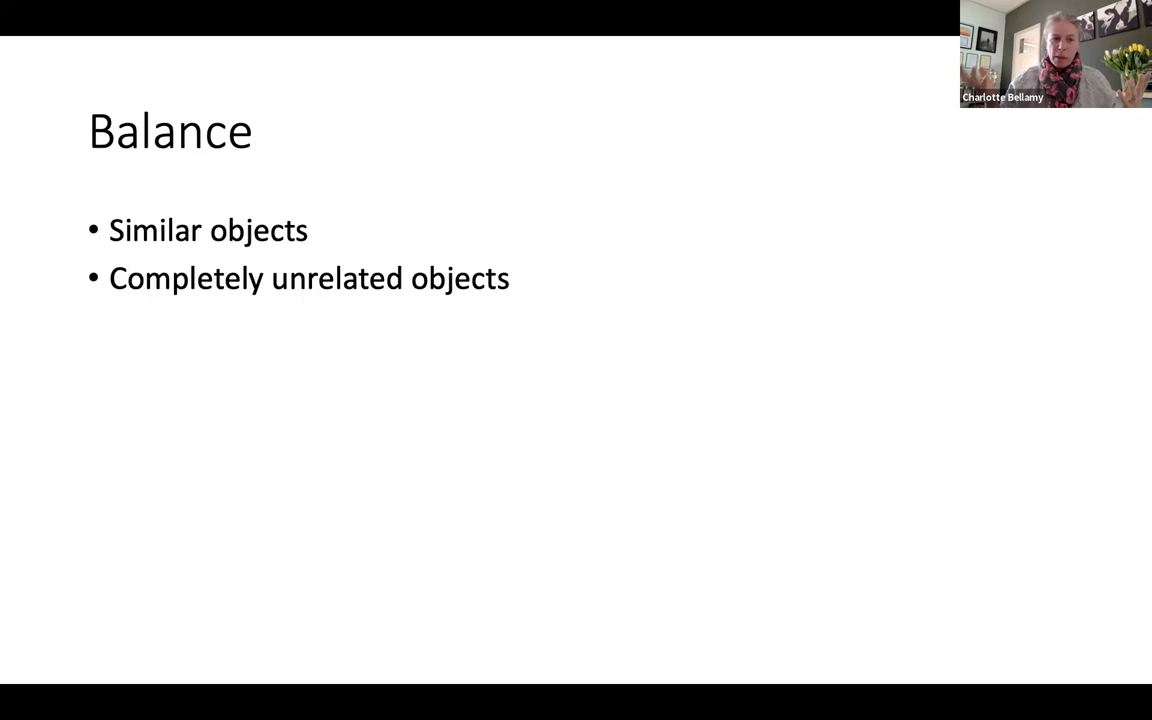 Charlotte Bellamy
Balance
• Similar objects
• Completely unrelated objects